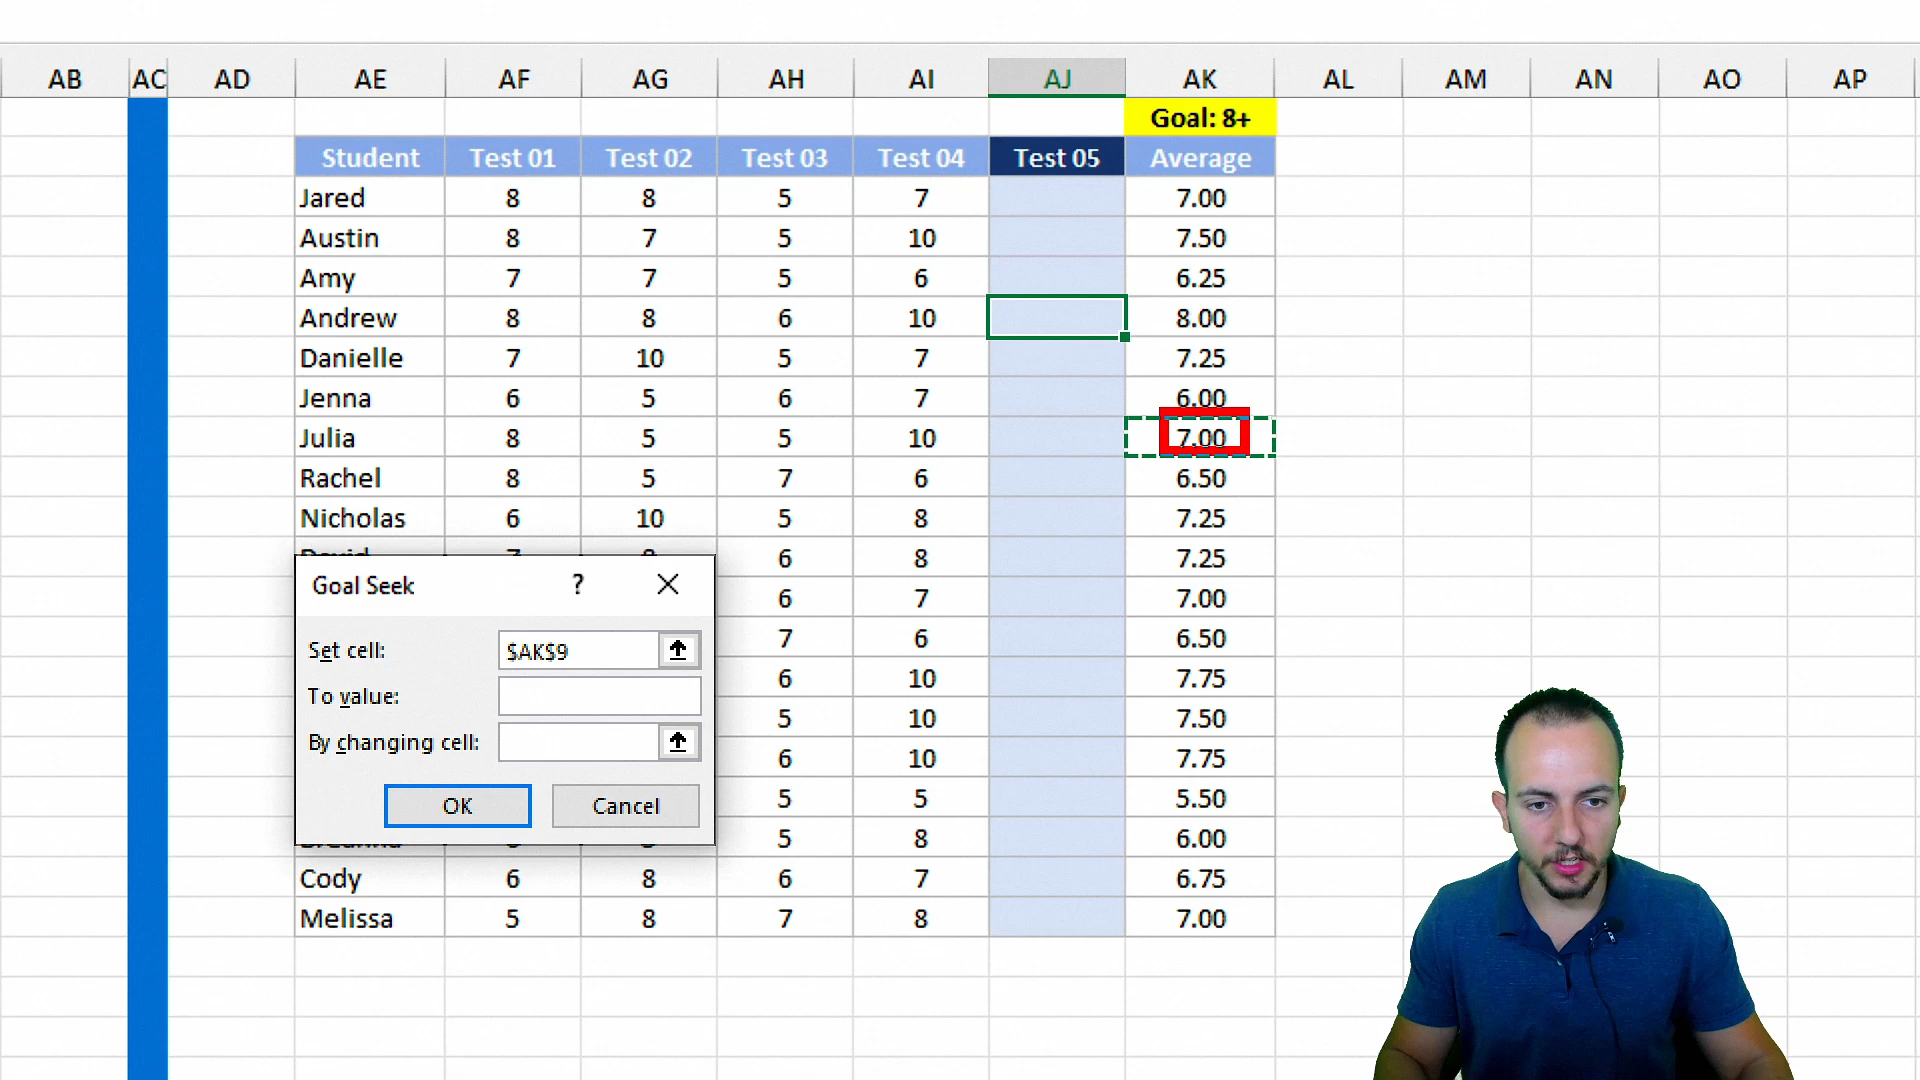 AB AC AD AE AF AG AH AI AJ AK AL AM AN AO AP
Goal: 8+
Student Test 01 Test 02 Test 03 Test 04 Test 05 Average
Jared 8 8 5 7 7.00
Austin 8 7 5 10 7.50
Amy 7 7 5 6 6.25
Andrew 8 8 6 10 8.00
Danielle 7 10 5 7 7.25
Jenna 6 5 6 7 6.00
Julia 8 5 5 10 7.00
Rachel 8 5 7 6 6.50
Nicholas 6 10 5 8 7.25
David 6 8 7.25
Goal Seek ? 6 7 7.00
Set cell: $AK$9 7 6 6.50
To value: 6 10 7.75
By changing cell: 5 10 7.50
6 10 7.75
OK Cancel 5 5 5.50
5 8 6.00
Cody 6 8 6 7 6.75
Melissa 5 8 7 8 7.00